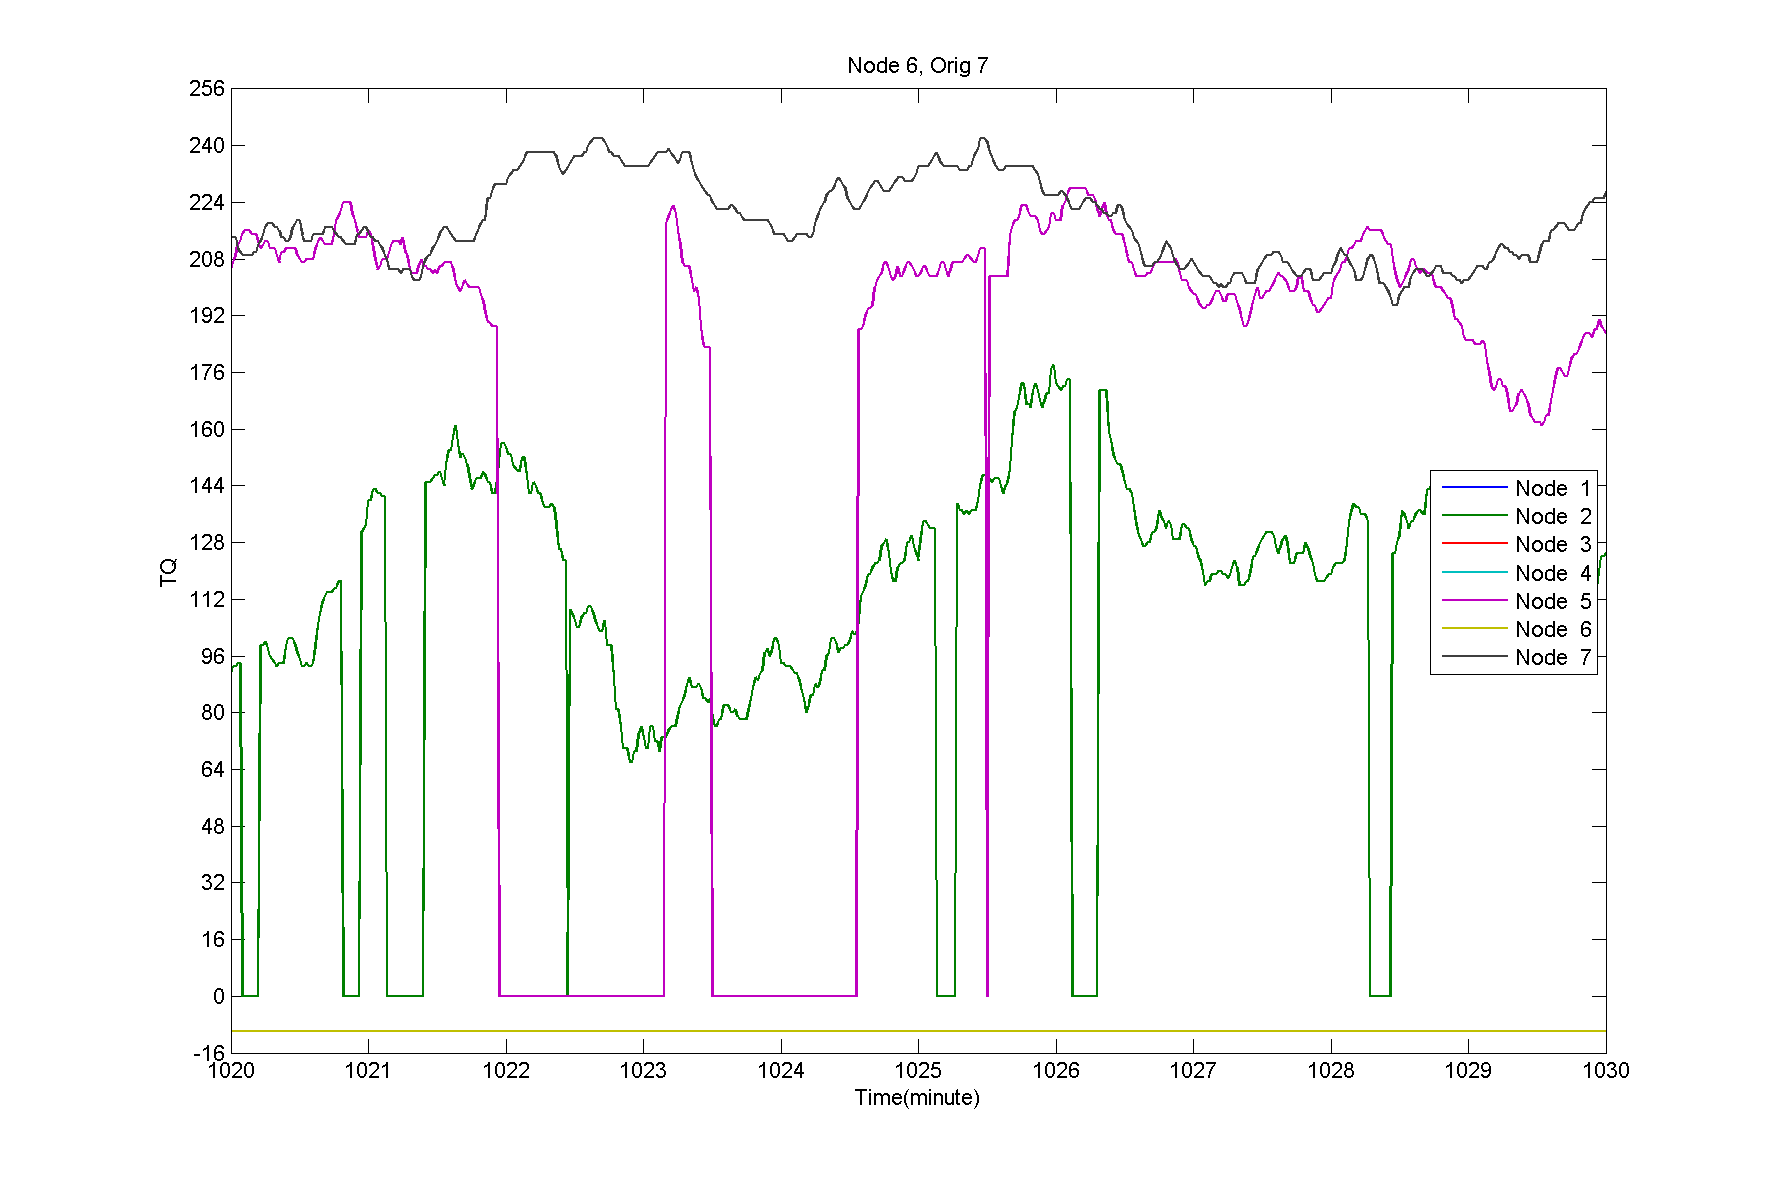 Node 6, Orig 7
256
240
224
208
192
176
160
144
128
112
96
80
64
48
32
16
0
-16
TQ
1020 1021 1022 1023 1024 1025 1026 1027 1028 1029 1030
Time(minute)
Node 1
Node 2
Node 3
Node 4
Node 5
Node 6
Node 7